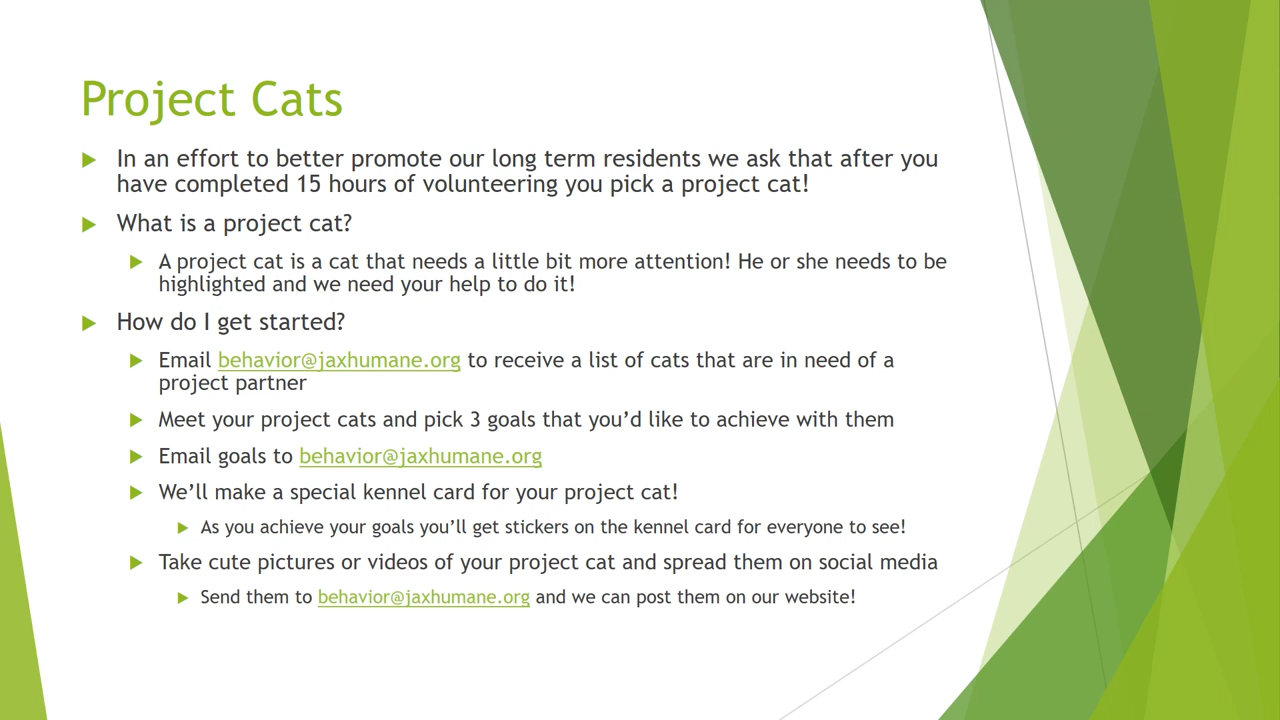 Project Cats
In an effort to better promote our long term residents we ask that after you
have completed 15 hours of volunteering you pick a project cat!
What is a project cat?
A project cat is a cat that needs a little bit more attention! He or she needs to be
highlighted and we need your help to do it!
How do I get started?
Email behavior@jaxhumane.org to receive a list of cats that are in need of a
project partner
Meet your project cats and pick 3 goals that you’d like to achieve with them
Email goals to behavior@jaxhumane.org
We’ll make a special kennel card for your project cat!
As you achieve your goals you’ll get stickers on the kennel card for everyone to see!
Take cute pictures or videos of your project cat and spread them on social media
Send them to behavior@jaxhumane.org and we can post them on our website!